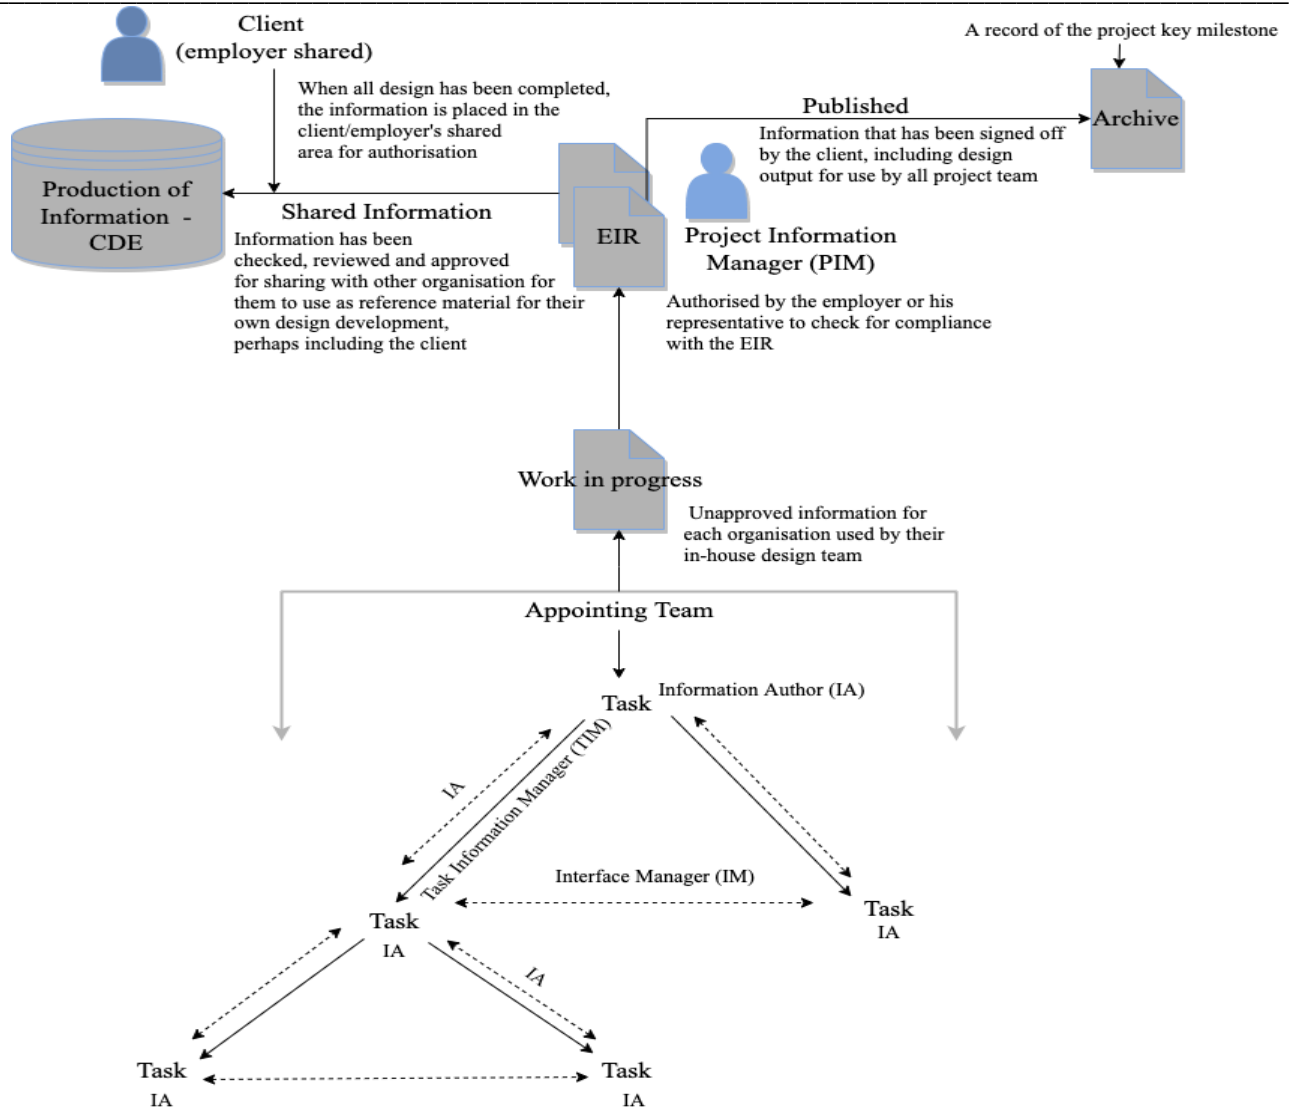 Client
(employer shared)
A record of the project key milestone
When all design has been completed,
the information is placed in the
client/employer's shared
area for authorisation
Published
Archive
Information that has been signed off
by the client, including design
output for use by all project team
Production of
Information -
CDE
Shared Information
Information has been
checked, reviewed and approved
for sharing with other organisation for
them to use as reference material for their
own design development,
perhaps including the client
EIR
Project Information
Manager (PIM)
Authorised by the employer or his
representative to check for compliance
with the EIR
Work in progress
Unapproved information for
each organisation used by their
in-house design team
Appointing Team
Task
Information Author (IA)
IA
Task Information Manager (TIM)
Interface Manager (IM)
Task
IA
Task
IA
IA
Task
IA
Task
IA